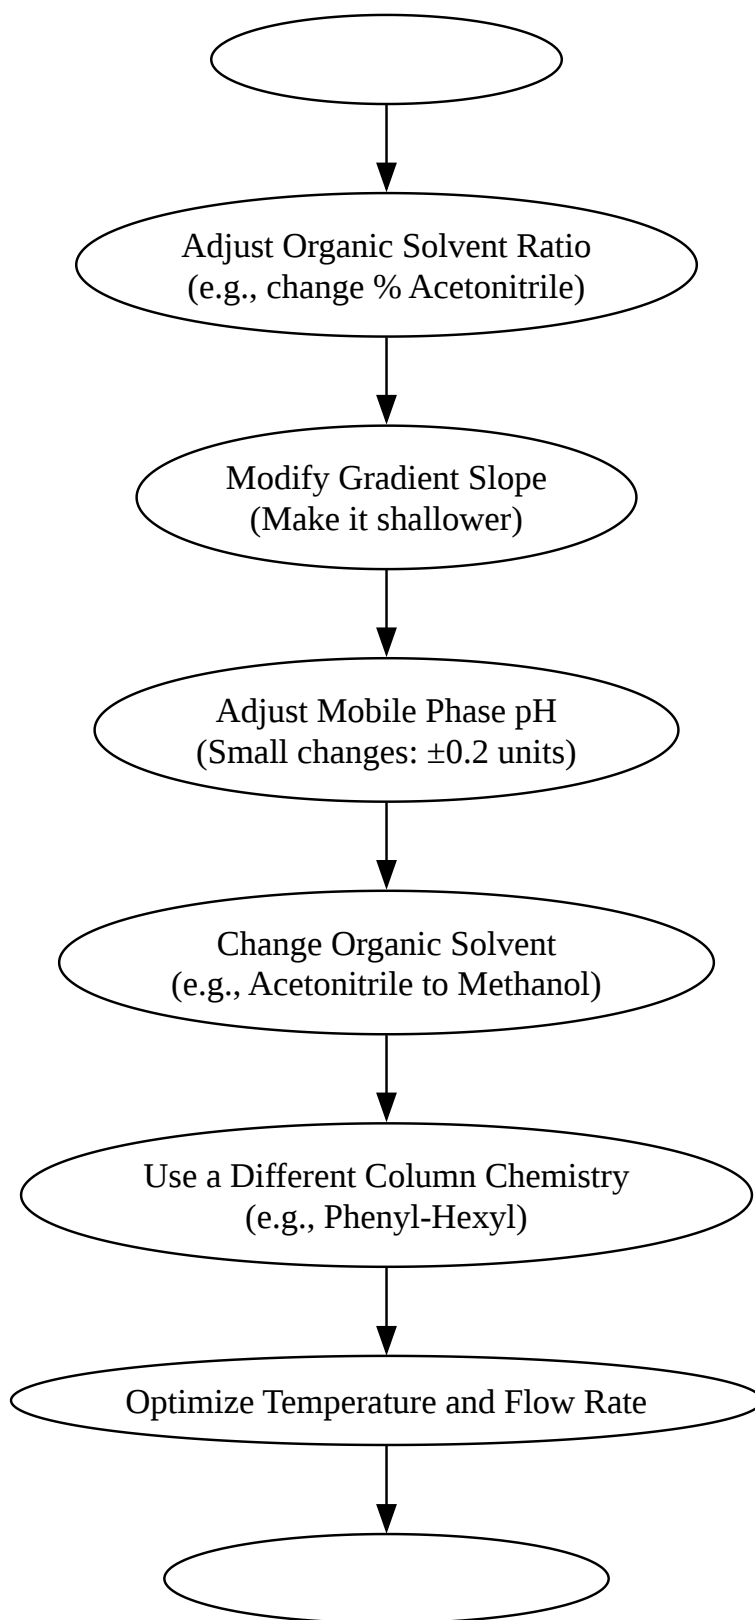 Adjust Organic Solvent Ratio
(e.g., change % Acetonitrile)
Modify Gradient Slope
(Make it shallower)
Adjust Mobile Phase pH
(Small changes: ±0.2 units)
Change Organic Solvent
(e.g., Acetonitrile to Methanol)
Use a Different Column Chemistry
(e.g., Phenyl-Hexyl)
Optimize Temperature and Flow Rate